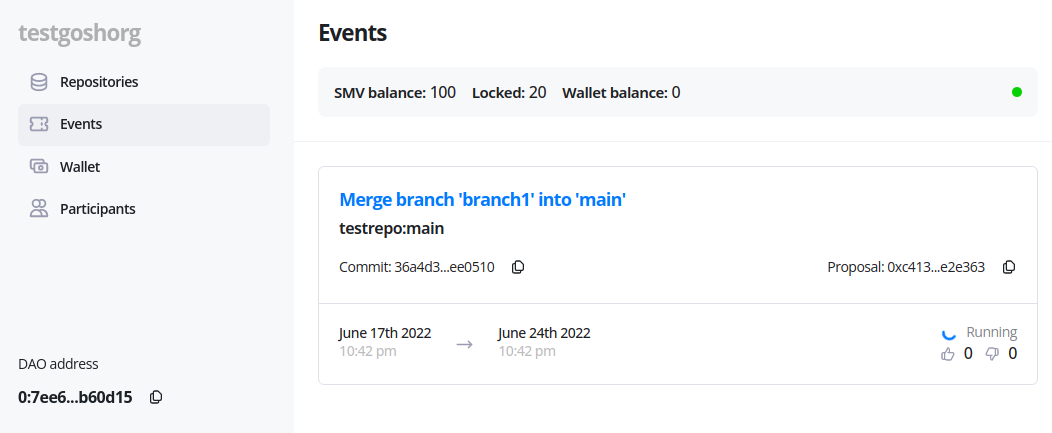 testgoshorg
Repositories
Events
Wallet
Participants
DAO address
0:7ee6...b60d15
Events
SMV balance: 100 Locked: 20 Wallet balance: 0
Merge branch 'branch1' into 'main'
testrepo:main
Commit: 36a4d3...ee0510 Proposal: 0xc413...e2e363
June 17th 2022 → June 24th 2022 Running
10:42 pm 10:42 pm 0 0